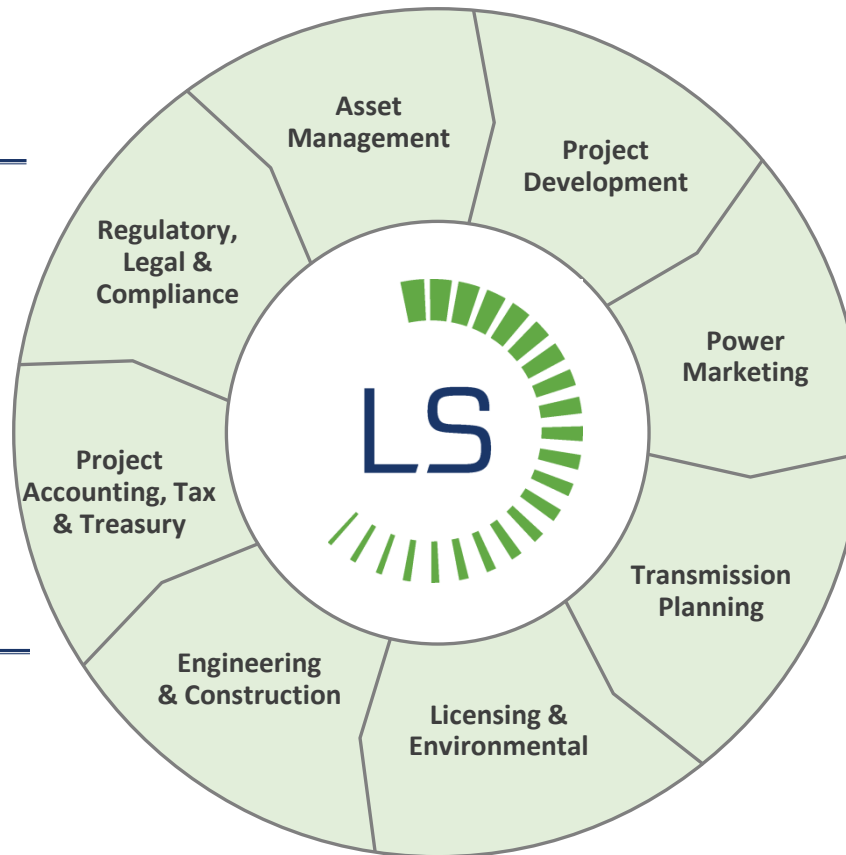 Asset
Management
Project
Development
Power
Marketing
Transmission
Planning
Licensing &
Environmental
Engineering
& Construction
Project
Accounting, Tax
& Treasury
Regulatory,
Legal &
Compliance
LS